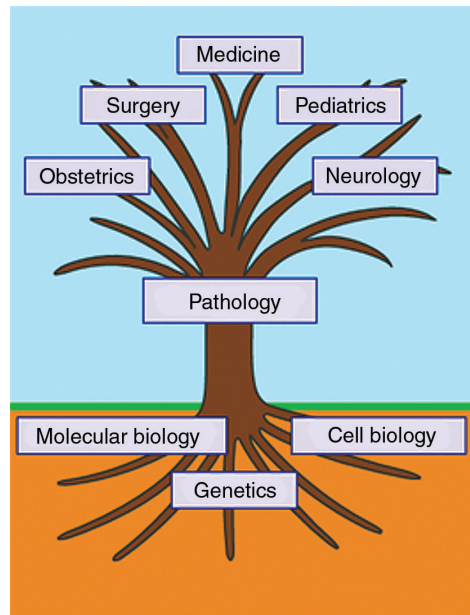 Medicine
Surgery
Pediatrics
Obstetrics
Neurology
Pathology
Molecular biology
Cell biology
Genetics